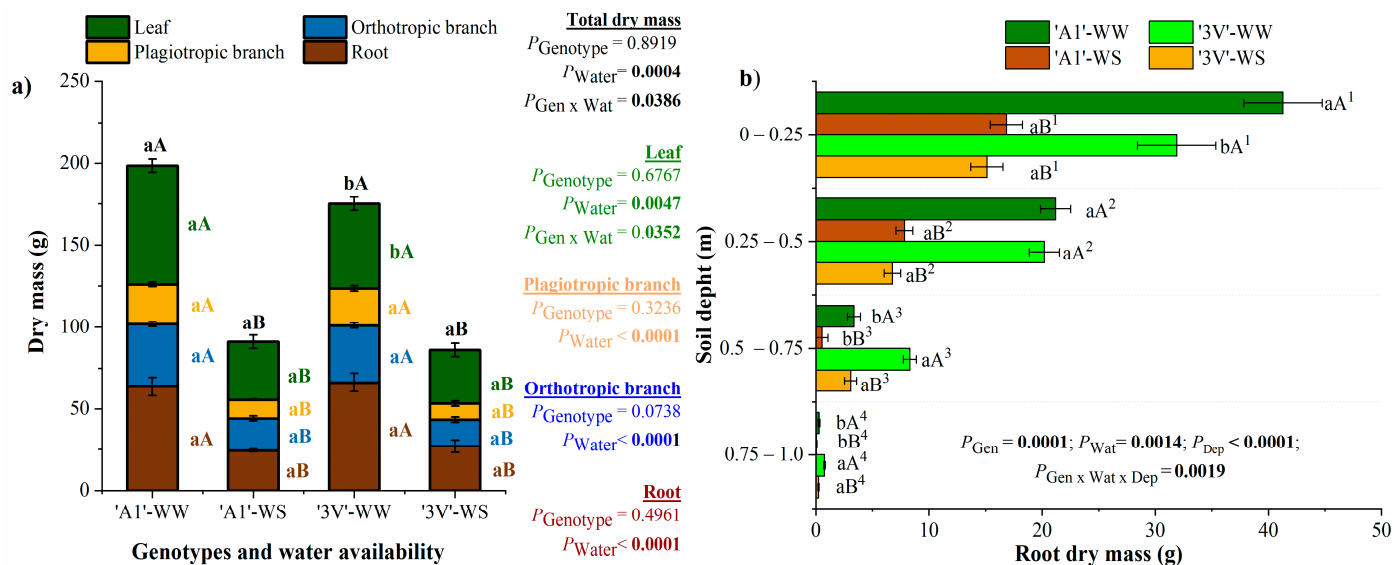 a)
Leaf
Orthotropic branch
Plagiotropic branch
Root
Dry mass (g)
250
200
150
100
50
0
aA
aA
aA
aA
aA
aB
aB
aB
aB
aB
bA
bA
aA
aA
aA
aB
aB
aB
aB
aB
'A1'-WW
'A1'-WS
'3V'-WW
'3V'-WS
Genotypes and water availability
Total dry mass
PGenotype = 0.8919
PWater= 0.0004
PGen x Wat = 0.0386
Leaf
PGenotype = 0.6767
PWater= 0.0047
PGen x Wat = 0.0352
Plagiotropic branch
PGenotype = 0.3236
PWater < 0.0001
Orthotropic branch
PGenotype = 0.0738
PWater< 0.0001
Root
PGenotype = 0.4961
PWater< 0.0001
b)
'A1'-WW
'3V'-WW
'A1'-WS
'3V'-WS
Soil depht (m)
0 – 0.25
aA1
aB1
bA1
aB1
0.25 – 0.5
aA2
aB2
aA2
aB2
0.5 – 0.75
bA3
bB3
aA3
aB3
0.75 – 1.0
bA4
bB4
aA4
aB4
PGen = 0.0001; PWat= 0.0014; PDep < 0.0001;
PGen x Wat x Dep = 0.0019
0
10
20
30
40
50
Root dry mass (g)